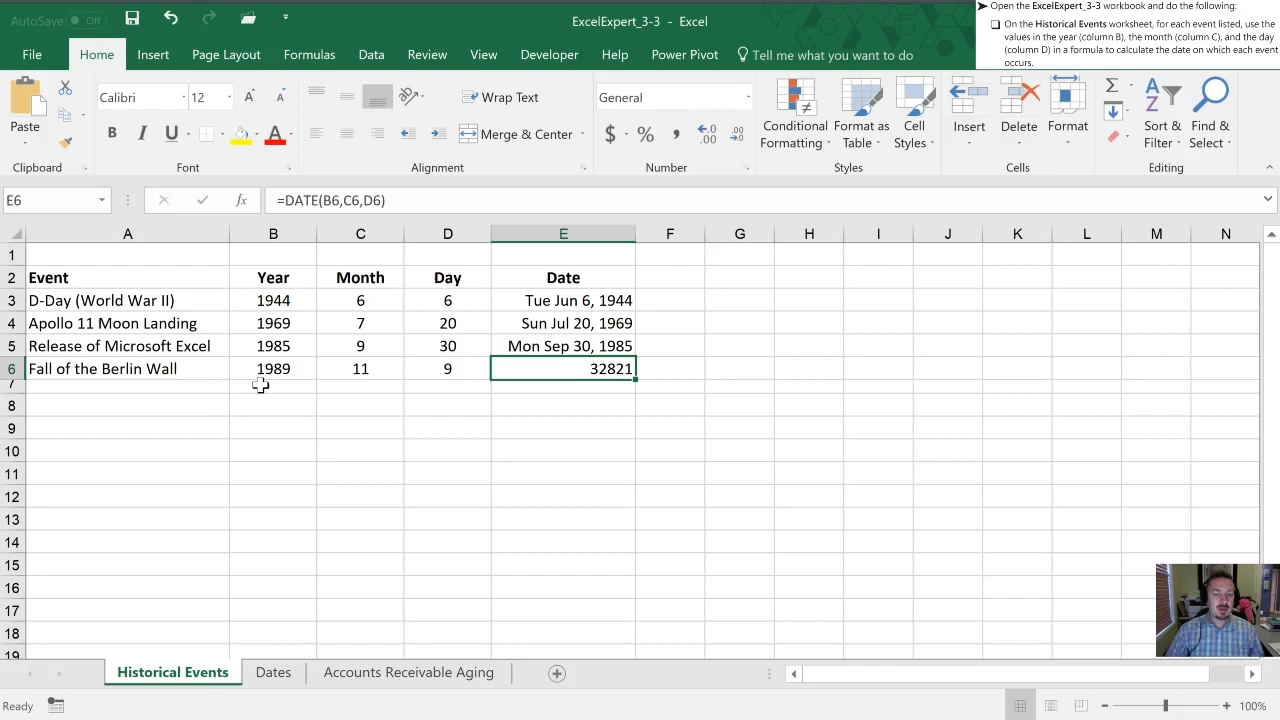 AutoSave Off
ExcelExpert_3-3 - Excel
➤ Open the ExcelExpert_3-3 workbook and do the following:
❏ On the Historical Events worksheet, for each event listed, use the
values in the year (column B), the month (column C), and the day
(column D) in a formula to calculate the date on which each event
occurs.
File Home Insert Page Layout Formulas Data Review View Developer Help Power Pivot Tell me what you want to do
Paste
Calibri 12
B I U
Wrap Text
Merge & Center
General
$ % ,
Conditional Formatting
Format as Table
Cell Styles
Insert
Delete
Format
Sort & Filter
Find & Select
Clipboard Font Alignment Number Styles Cells Editing
E6 fx =DATE(B6,C6,D6)
A B C D E F G H I J K L M N
1
2 Event Year Month Day Date
3 D-Day (World War II) 1944 6 6 Tue Jun 6, 1944
4 Apollo 11 Moon Landing 1969 7 20 Sun Jul 20, 1969
5 Release of Microsoft Excel 1985 9 30 Mon Sep 30, 1985
6 Fall of the Berlin Wall 1989 11 9 32821
7
8
9
10
11
12
13
14
15
16
17
18
19
Historical Events Dates Accounts Receivable Aging
Ready 100%